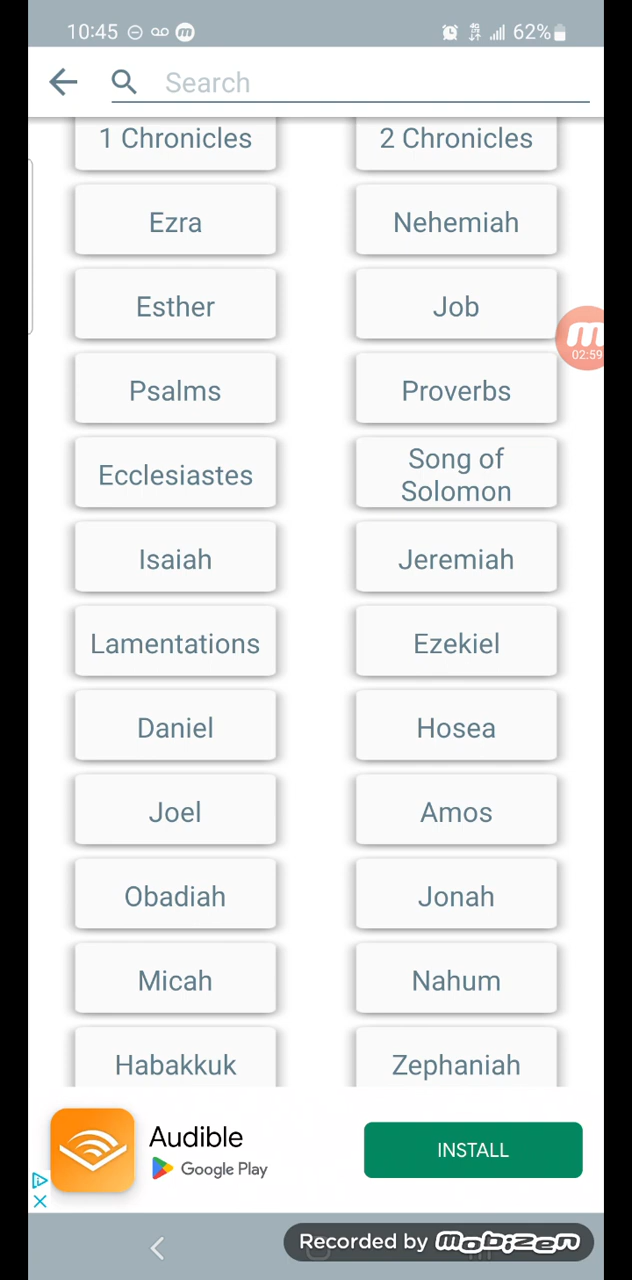 10:45 62%
Search
1 Chronicles 2 Chronicles
Ezra Nehemiah
Esther Job
m
02:59
Psalms Proverbs
Ecclesiastes Song of
Solomon
Isaiah Jeremiah
Lamentations Ezekiel
Daniel Hosea
Joel Amos
Obadiah Jonah
Micah Nahum
Habakkuk Zephaniah
Audible
Google Play
INSTALL
Recorded by mobizen